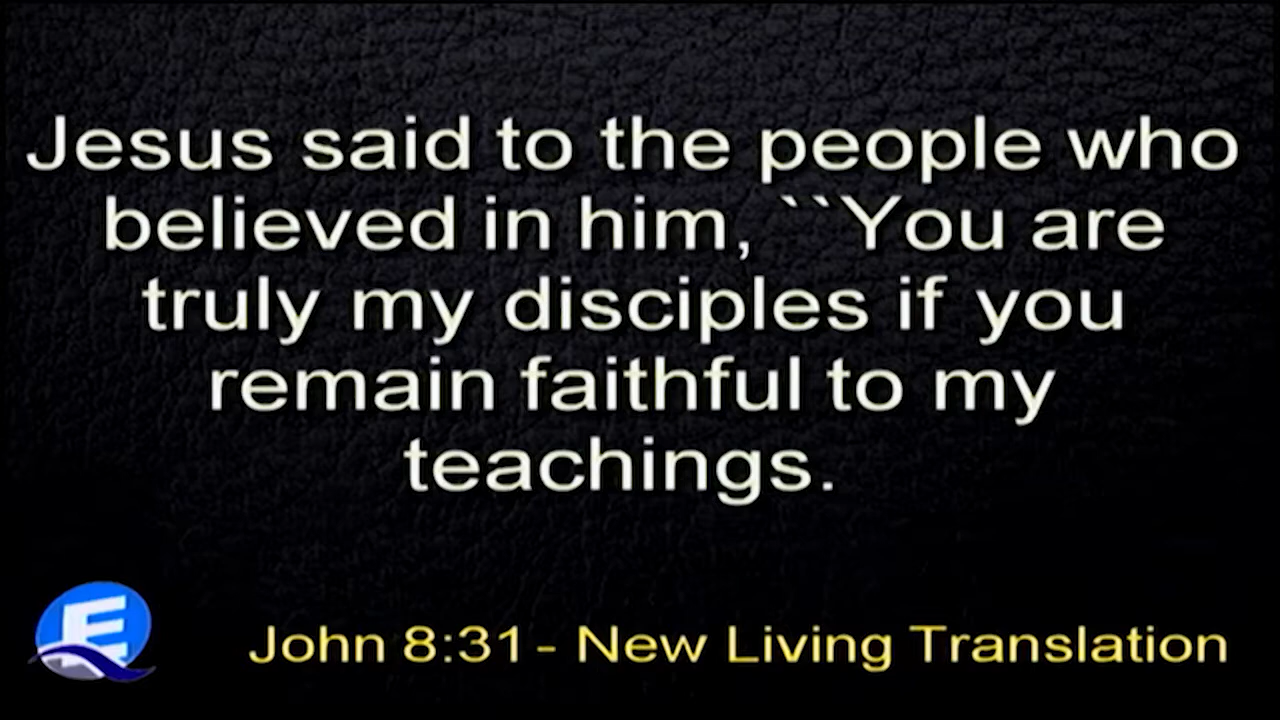 Jesus said to the people who
believed in him, ``You are
truly my disciples if you
remain faithful to my
teachings.
E
John 8:31 - New Living Translation